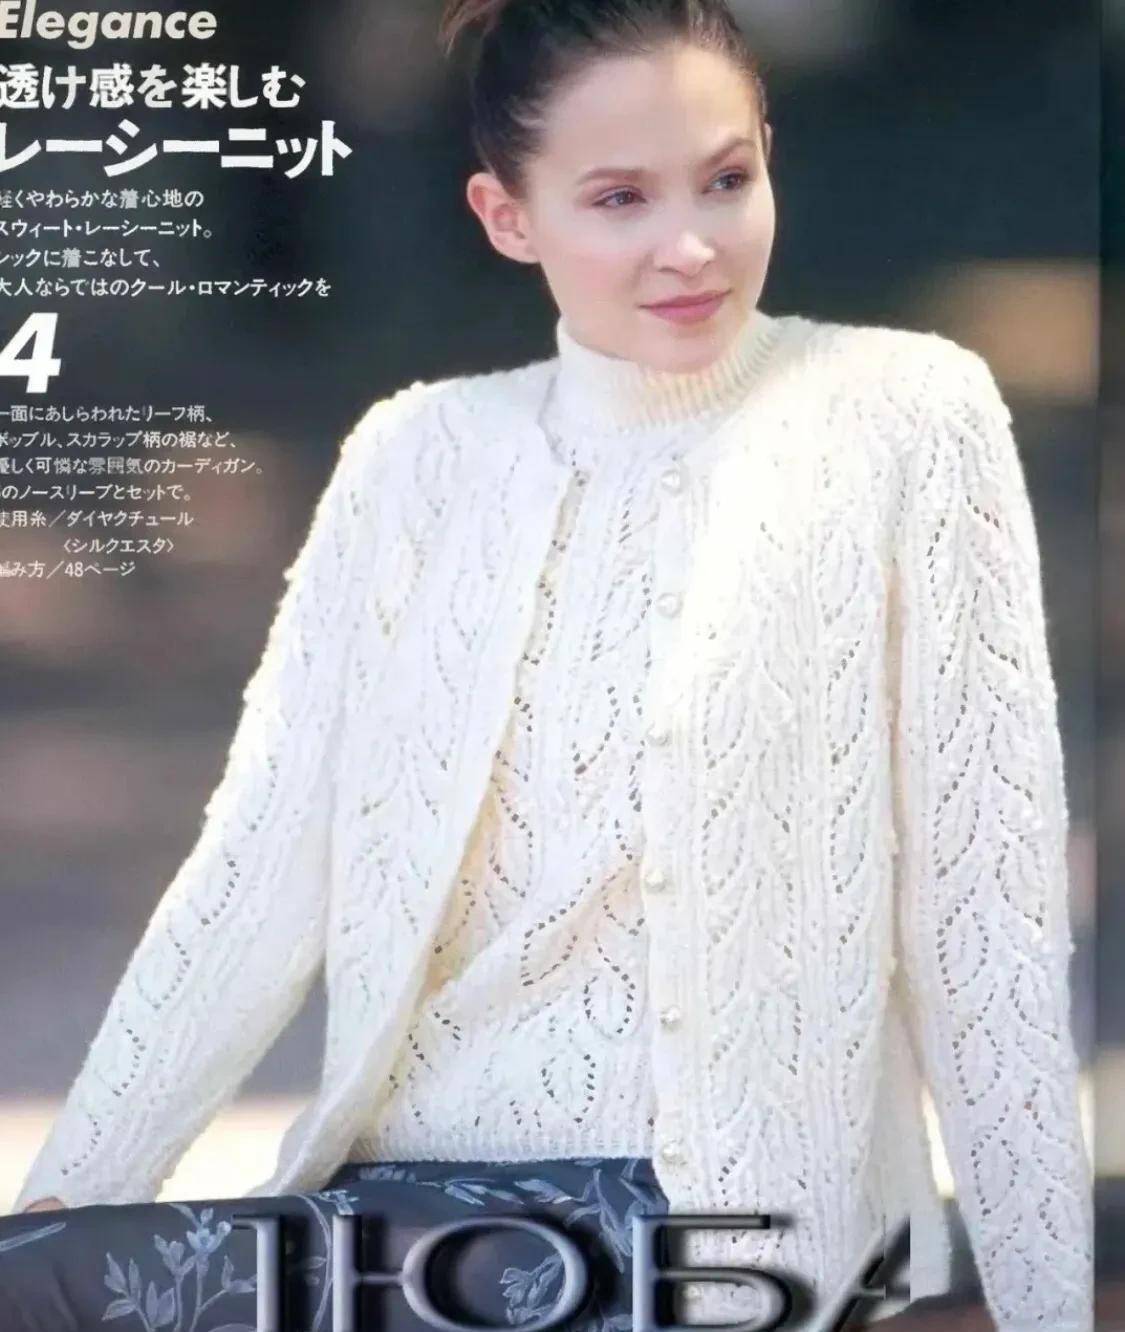 Elegance
透け感を楽しむ
レーシーニット
軽くやわらかな着心地の
スウィート・レーシーニット。
シックに着こなして、
大人ならではのクール・ロマンティックを
4
一面にあしらわれたリーフ柄、
ボッブル、スカラップ柄の裾など、
優しく可憐な雰囲気のカーディガン。
のノースリーブとセットで。
使用糸／ダイヤクチュール
〈シルクエスタ〉
編み方／48ページ
ЛЮБА